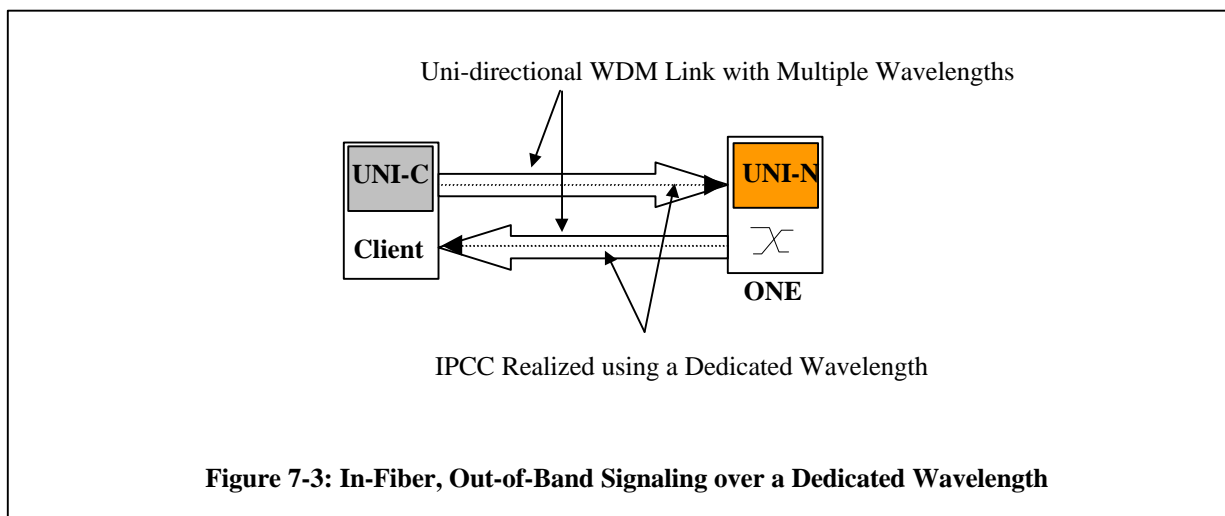 Uni-directional WDM Link with Multiple Wavelengths
UNI-C
UNI-N
Client
ONE
IPCC Realized using a Dedicated Wavelength
Figure 7-3: In-Fiber, Out-of-Band Signaling over a Dedicated Wavelength